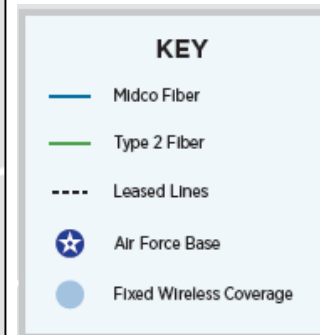 KEY
Midco Fiber
Type 2 Fiber
Leased Lines
Air Force Base
Fixed Wireless Coverage